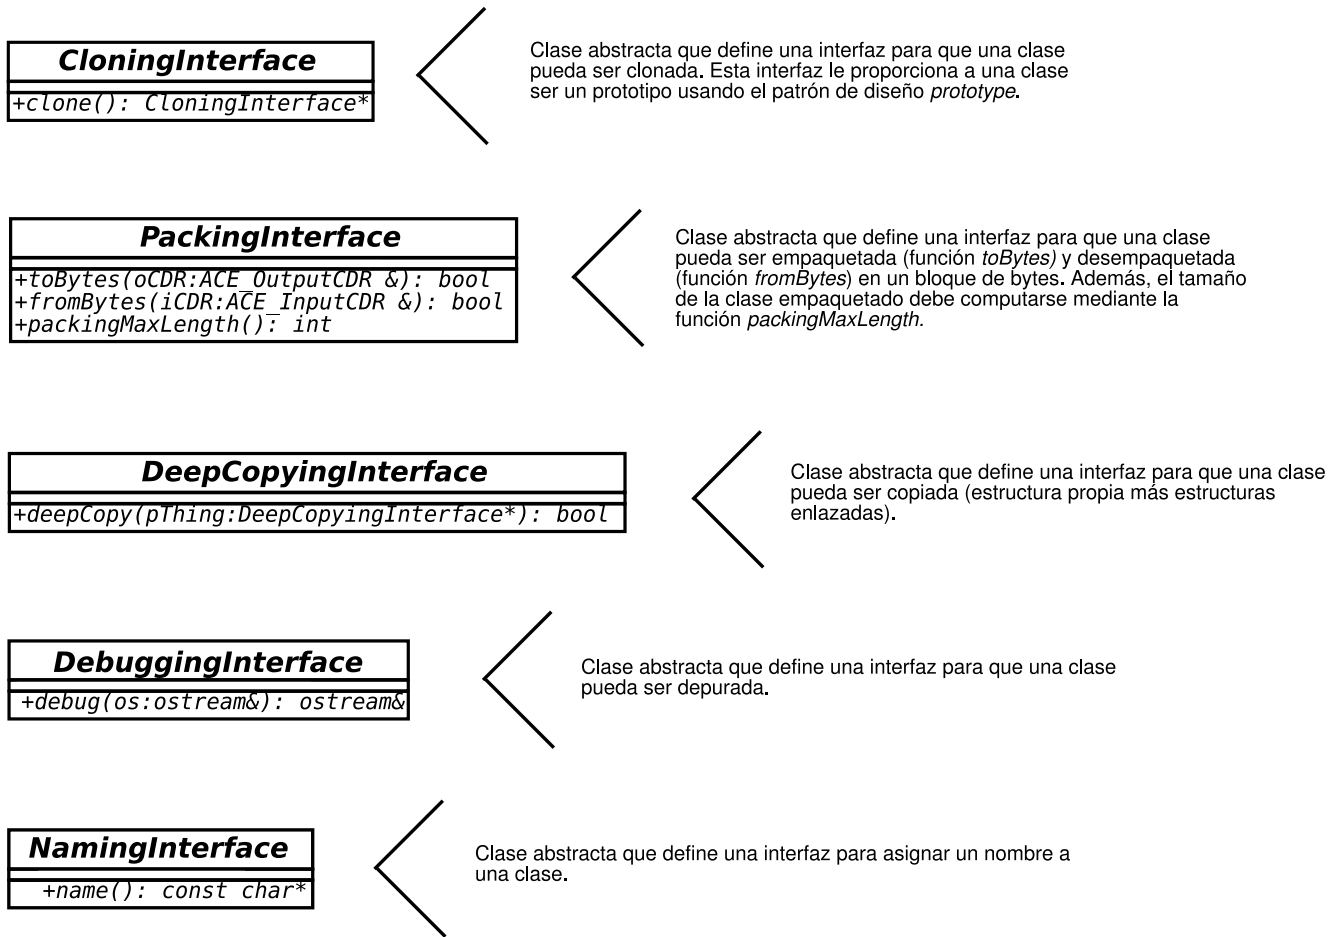 CloningInterface
+clone(): CloningInterface*
Clase abstracta que define una interfaz para que una clase
pueda ser clonada. Esta interfaz le proporciona a una clase
ser un prototipo usando el patrón de diseño prototype.
PackingInterface
+toBytes(oCDR:ACE_OutputCDR &): bool
+fromBytes(iCDR:ACE_InputCDR &): bool
+packingMaxLength(): int
Clase abstracta que define una interfaz para que una clase
pueda ser empaquetada (función toBytes) y desempaquetada
(función fromBytes) en un bloque de bytes. Además, el tamaño
de la clase empaquetado debe computarse mediante la
función packingMaxLength.
DeepCopyingInterface
+deepCopy(pThing:DeepCopyingInterface*): bool
Clase abstracta que define una interfaz para que una clase
pueda ser copiada (estructura propia más estructuras
enlazadas).
DebuggingInterface
+debug(os:ostream&): ostream&
Clase abstracta que define una interfaz para que una clase
pueda ser depurada.
NamingInterface
+name(): const char*
Clase abstracta que define una interfaz para asignar un nombre a
una clase.